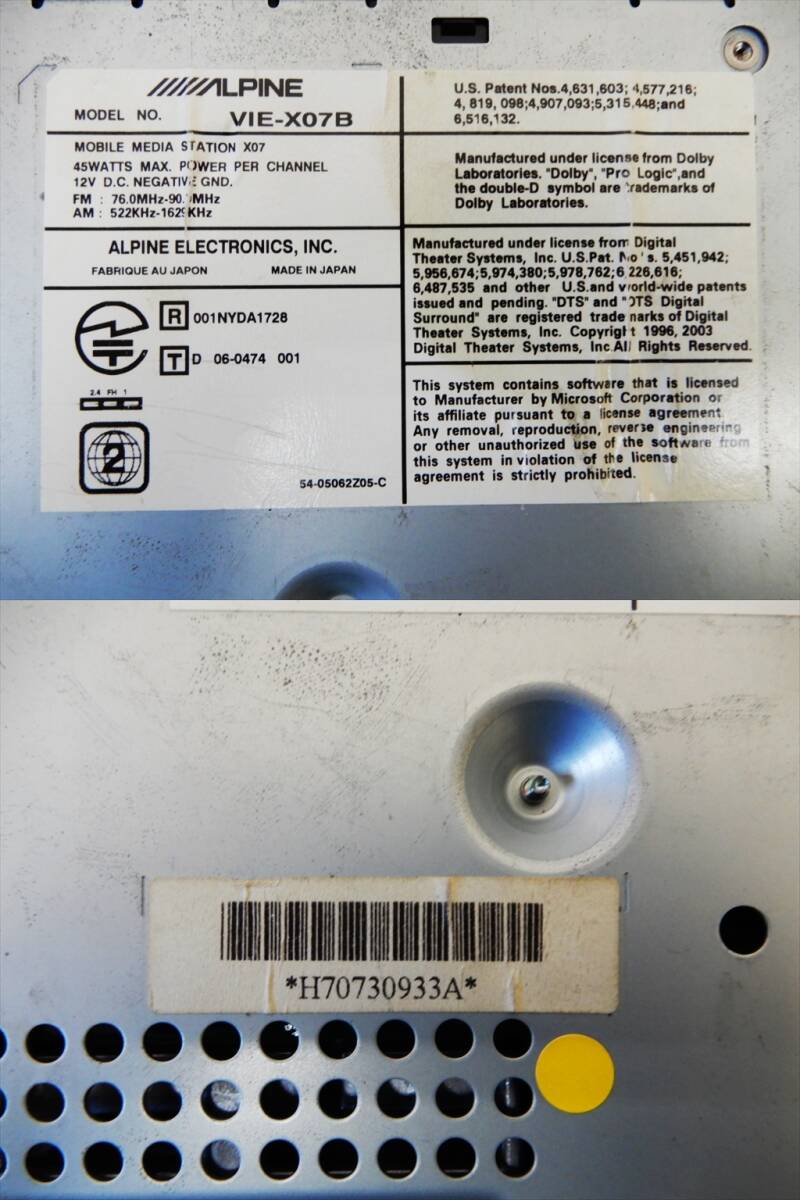 ALPINE
MODEL NO. VIE-X07B
MOBILE MEDIA STATION X07
45WATTS MAX. POWER PER CHANNEL
12V D.C. NEGATIVE GND.
FM : 76.0MHz-90. MHz
AM : 522KHz-1629KHz
ALPINE ELECTRONICS, INC.
FABRIQUE AU JAPON MADE IN JAPAN
R 001NYDA1728
T D 06-0474 001
2.4 FH 1
2
54-05062Z05-C
U.S. Patent Nos.4,631,603; 4,577,216;
4, 819, 098;4,907,093;5,315,448;and
6,516,132.
Manufactured under license from Dolby
Laboratories. "Dolby", "Pro Logic",and
the double-D symbol are trademarks of
Dolby Laboratories.
Manufactured under license from Digital
Theater Systems, Inc. U.S.Pat. No's. 5,451,942;
5,956,674;5,974,380;5,978,762;6,226,616;
6,487,535 and other U.S.and world-wide patents
issued and pending. "DTS" and "DTS Digital
Surround" are registered trademarks of Digital
Theater Systems, Inc. Copyright 1996, 2003
Digital Theater Systems, Inc.All Rights Reserved.
This system contains software that is licensed
to Manufacturer by Microsoft Corporation or
its affiliate pursuant to a license agreement
Any removal, reproduction, reverse engineering
or other unauthorized use of the software from
this system in violation of the license
agreement is strictly prohibited.
*H70730933A*